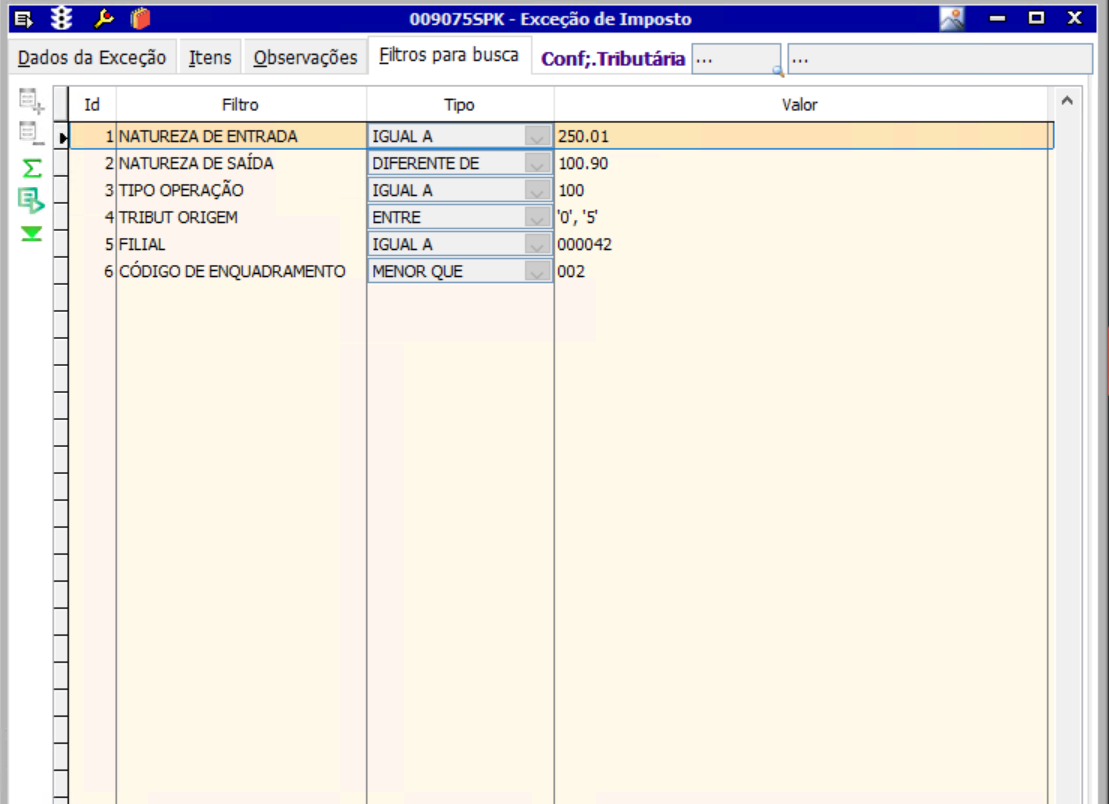 009075SPK - Exceção de Imposto
Dados da Exceção Itens Observações Filtros para busca Conf;.Tributária ... ...
Id Filtro Tipo Valor
1 NATUREZA DE ENTRADA IGUAL A 250.01
2 NATUREZA DE SAÍDA DIFERENTE DE 100.90
3 TIPO OPERAÇÃO IGUAL A 100
4 TRIBUT ORIGEM ENTRE '0', '5'
5 FILIAL IGUAL A 000042
6 CÓDIGO DE ENQUADRAMENTO MENOR QUE 002